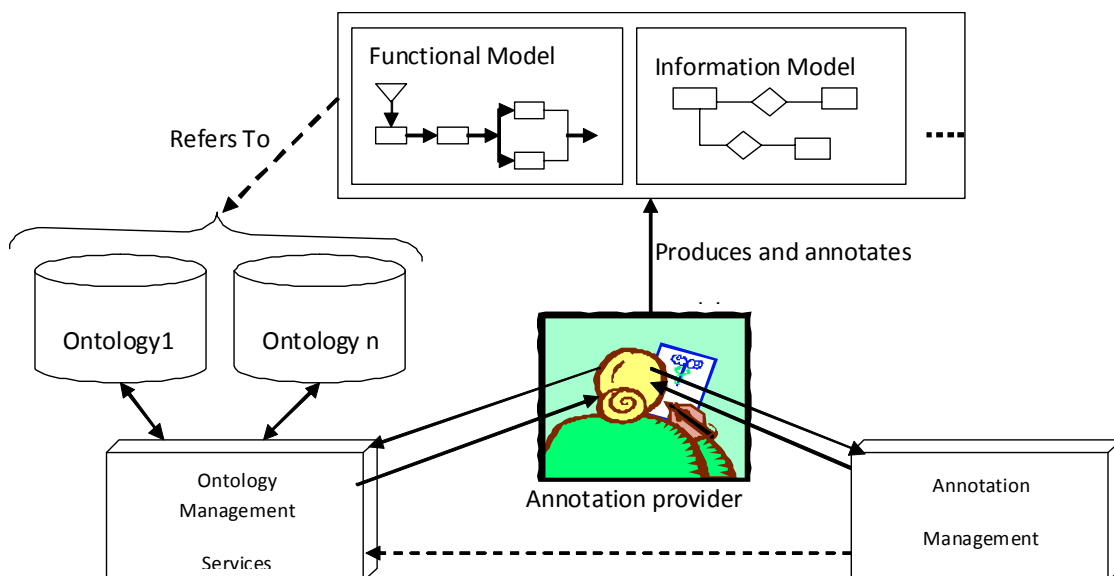 Functional Model
Information Model
Refers To
Produces and annotates
Ontology1
Ontology n
Annotation provider
Ontology
Management
Services
Annotation
Management